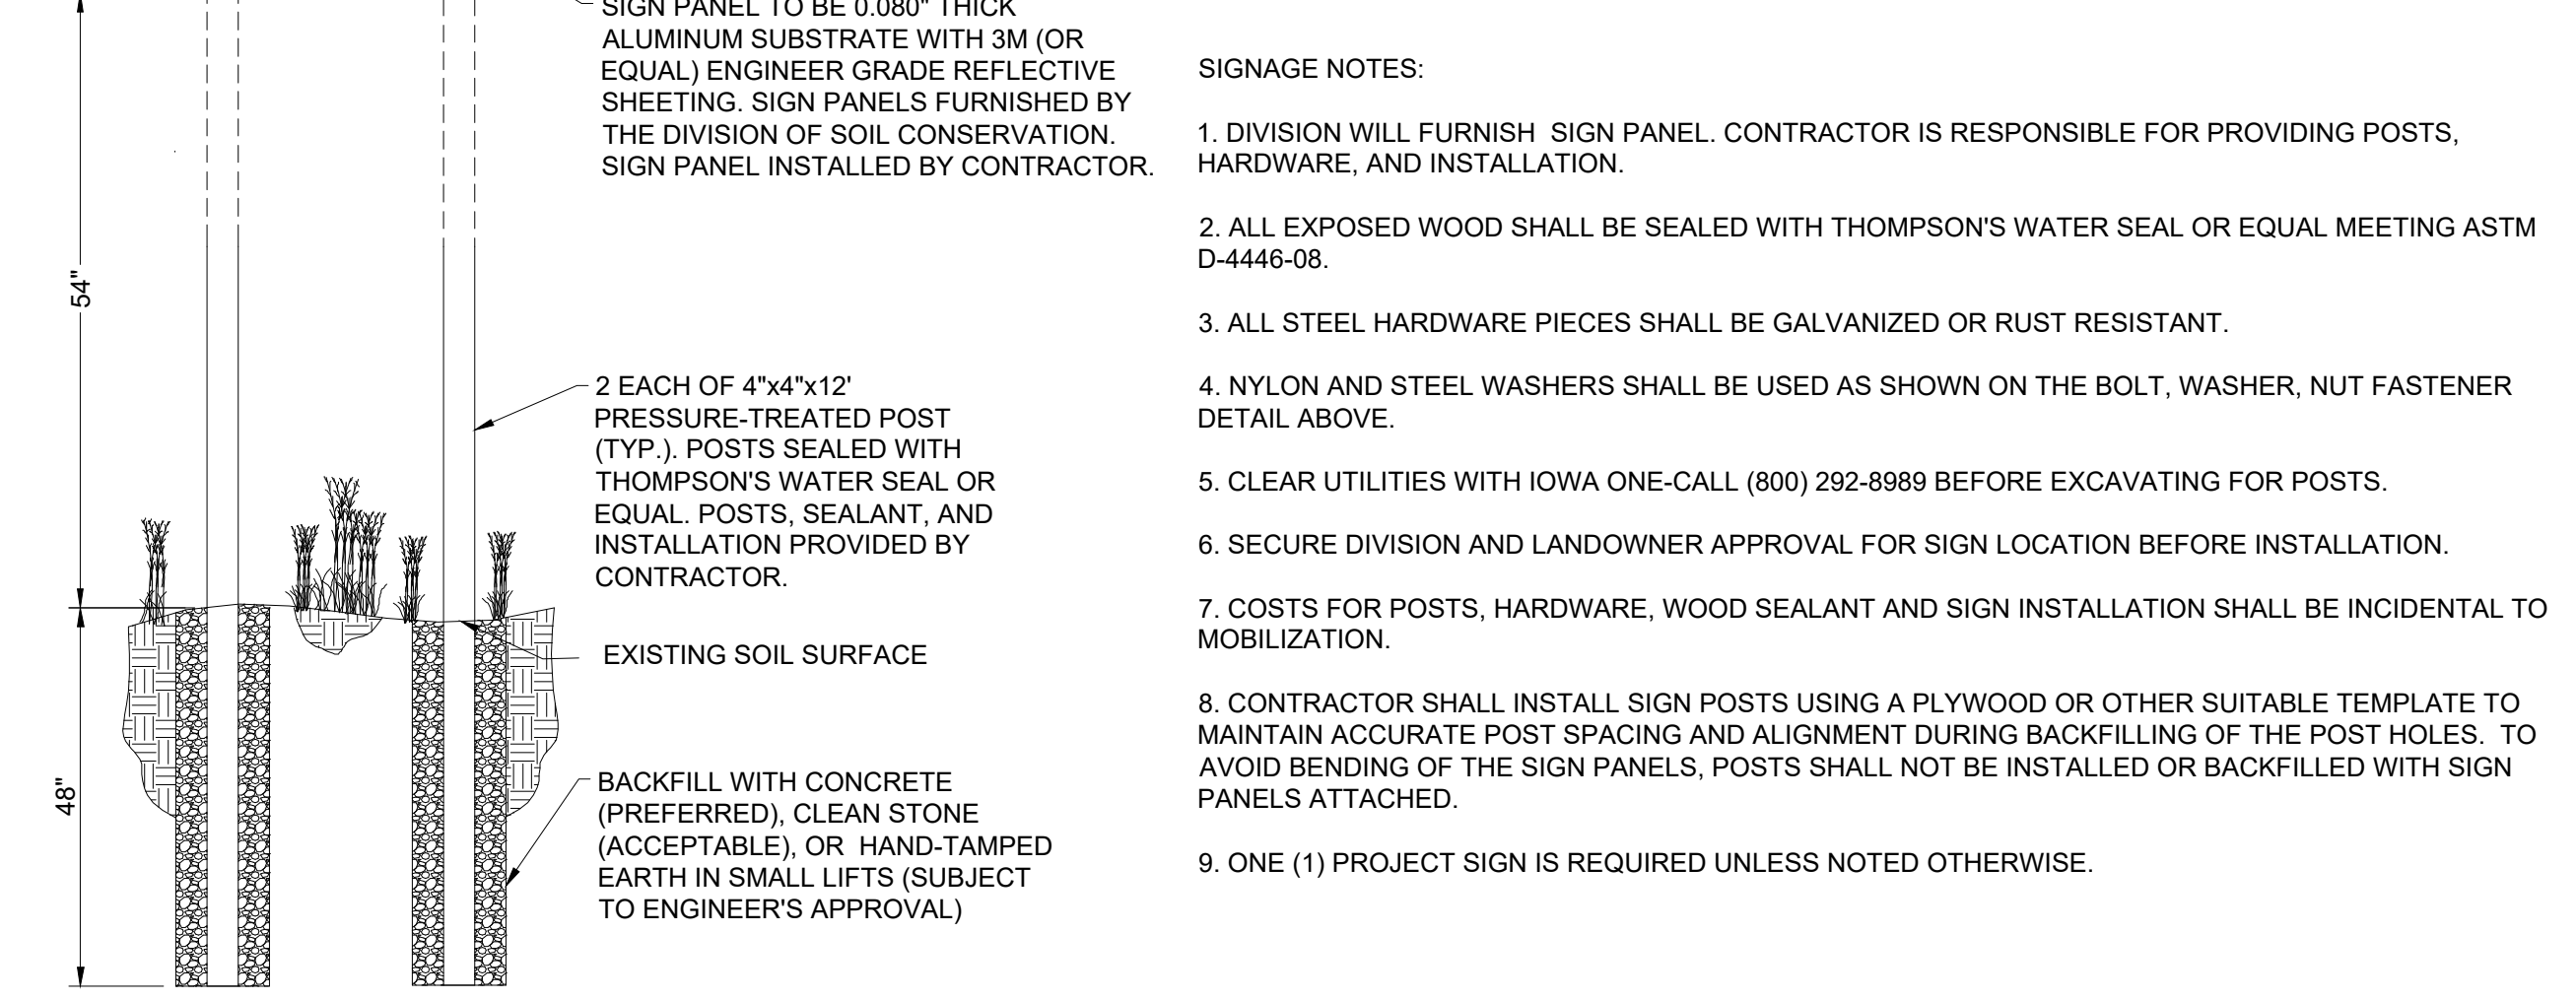 SIGN PANEL TO BE 0.080" THICK
ALUMINUM SUBSTRATE WITH 3M (OR
EQUAL) ENGINEER GRADE REFLECTIVE
SHEETING. SIGN PANELS FURNISHED BY
THE DIVISION OF SOIL CONSERVATION.
SIGN PANEL INSTALLED BY CONTRACTOR.
54"
2 EACH OF 4"x4"x12'
PRESSURE-TREATED POST
(TYP.). POSTS SEALED WITH
THOMPSON'S WATER SEAL OR
EQUAL. POSTS, SEALANT, AND
INSTALLATION PROVIDED BY
CONTRACTOR.
EXISTING SOIL SURFACE
48"
BACKFILL WITH CONCRETE
(PREFERRED), CLEAN STONE
(ACCEPTABLE), OR  HAND-TAMPED
EARTH IN SMALL LIFTS (SUBJECT
TO ENGINEER'S APPROVAL)
SIGNAGE NOTES:
1. DIVISION WILL FURNISH  SIGN PANEL. CONTRACTOR IS RESPONSIBLE FOR PROVIDING POSTS,
HARDWARE, AND INSTALLATION.
2. ALL EXPOSED WOOD SHALL BE SEALED WITH THOMPSON'S WATER SEAL OR EQUAL MEETING ASTM
D-4446-08.
3. ALL STEEL HARDWARE PIECES SHALL BE GALVANIZED OR RUST RESISTANT.
4. NYLON AND STEEL WASHERS SHALL BE USED AS SHOWN ON THE BOLT, WASHER, NUT FASTENER
DETAIL ABOVE.
5. CLEAR UTILITIES WITH IOWA ONE-CALL (800) 292-8989 BEFORE EXCAVATING FOR POSTS.
6. SECURE DIVISION AND LANDOWNER APPROVAL FOR SIGN LOCATION BEFORE INSTALLATION.
7. COSTS FOR POSTS, HARDWARE, WOOD SEALANT AND SIGN INSTALLATION SHALL BE INCIDENTAL TO
MOBILIZATION.
8. CONTRACTOR SHALL INSTALL SIGN POSTS USING A PLYWOOD OR OTHER SUITABLE TEMPLATE TO
MAINTAIN ACCURATE POST SPACING AND ALIGNMENT DURING BACKFILLING OF THE POST HOLES.  TO
AVOID BENDING OF THE SIGN PANELS, POSTS SHALL NOT BE INSTALLED OR BACKFILLED WITH SIGN
PANELS ATTACHED.
9. ONE (1) PROJECT SIGN IS REQUIRED UNLESS NOTED OTHERWISE.